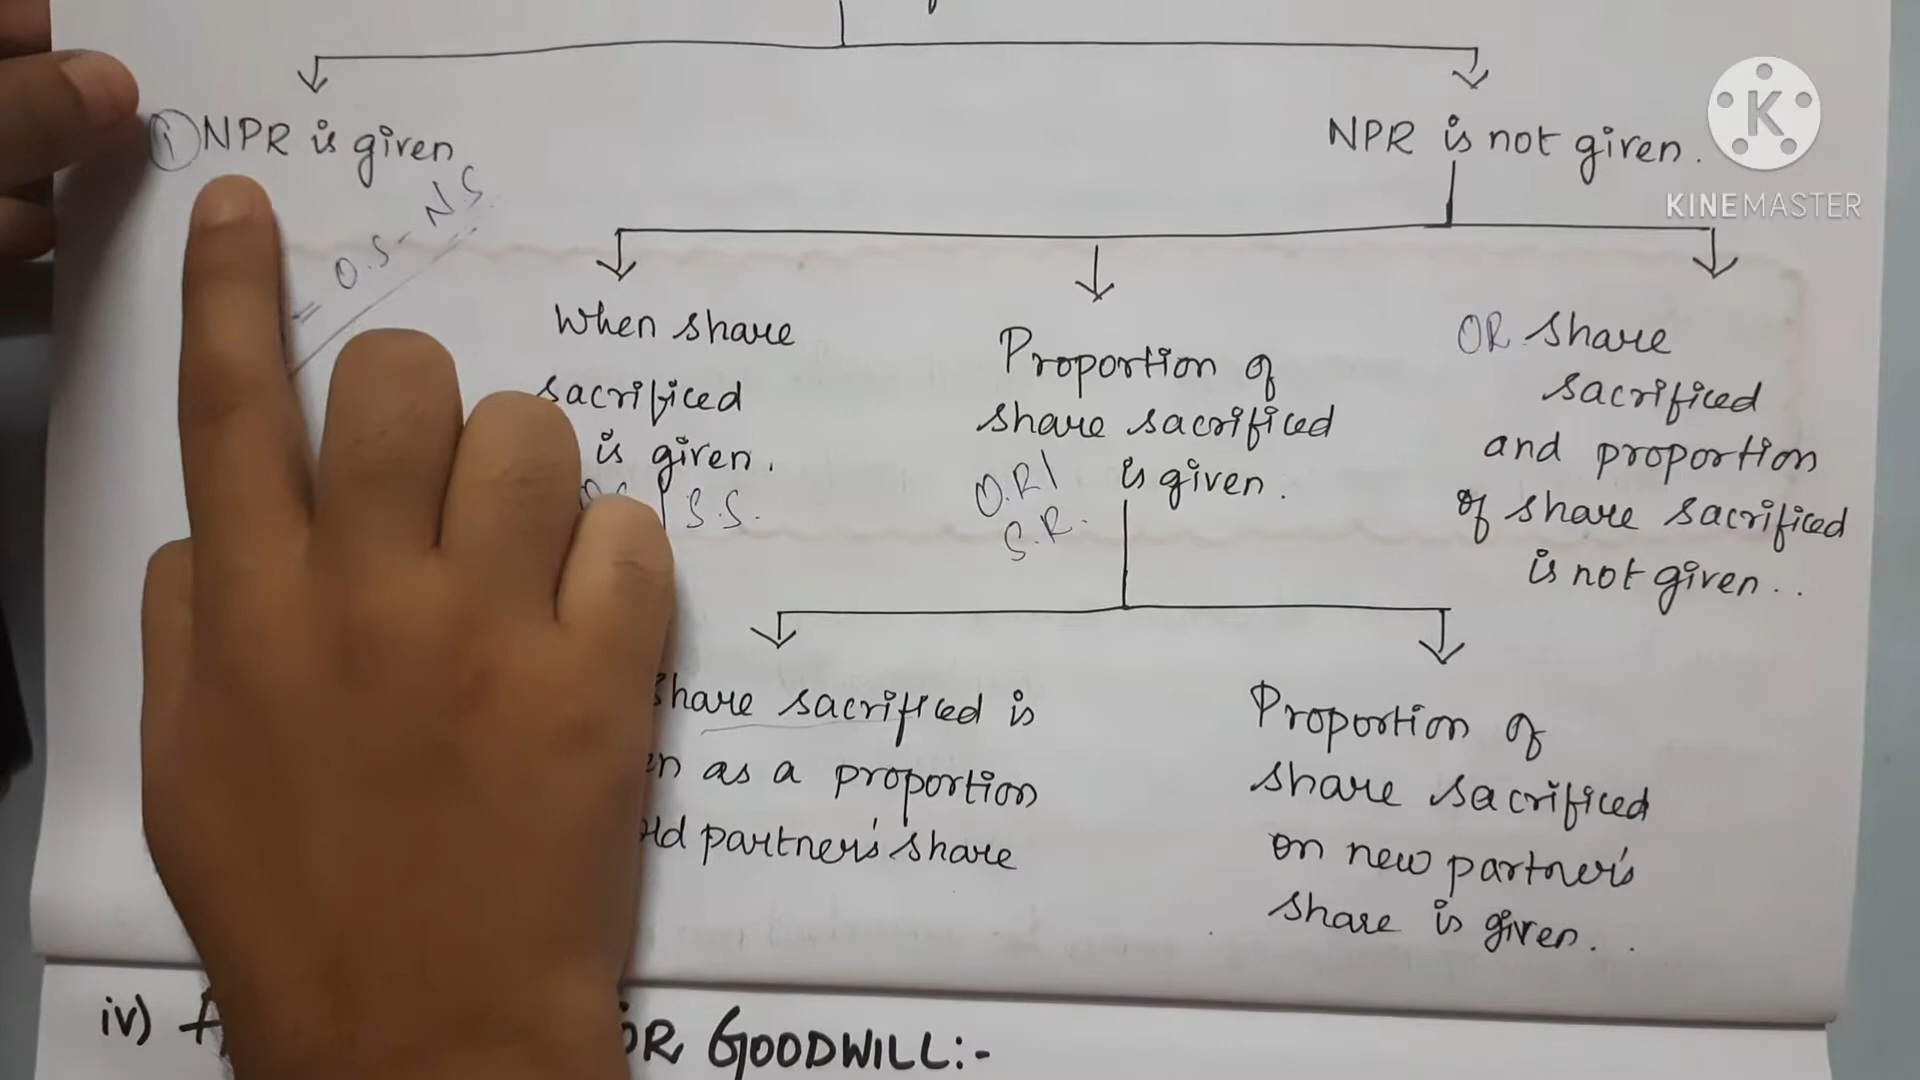 i NPR is given
= O.S - N S
NPR is not given.
K
KINEMASTER
When share
sacrificed
is given.
S.S.
Proportion of
share sacrificed
is given.
O.R/
S.R.
OR share
sacrificed
and proportion
of share sacrificed
is not given..
share sacrificed is
as a proportion
partner's share
Proportion of
share sacrificed
on new partner's
share is given..
iv)
GOODWILL:-